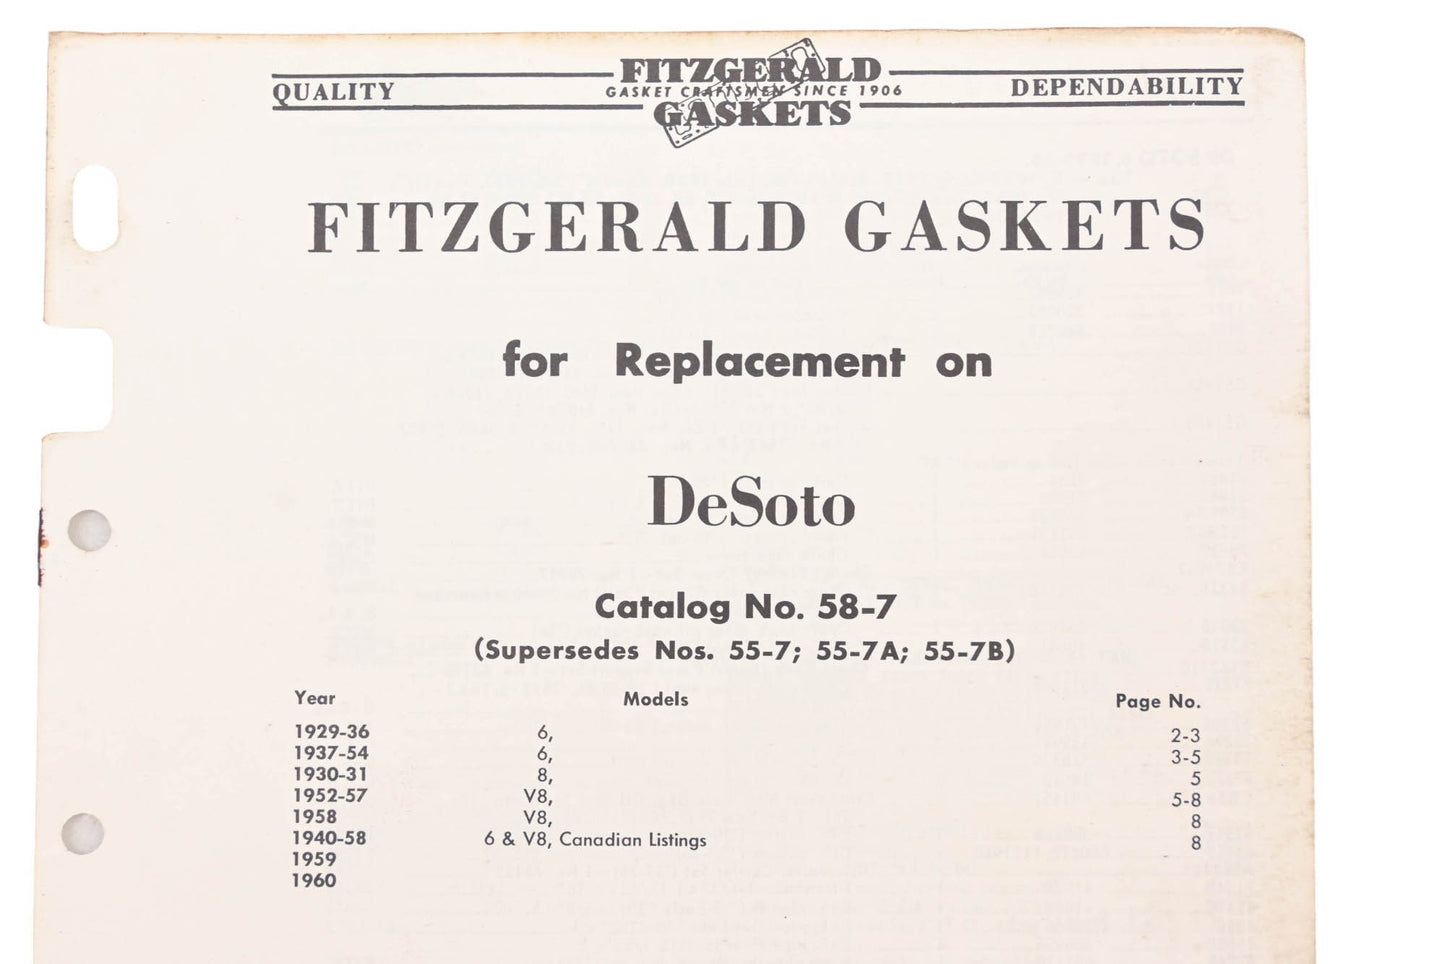 QUALITY
FITZGERALD
GASKET CRAFTSMEN SINCE 1906
GASKETS
DEPENDABILITY
FITZGERALD GASKETS
for Replacement on
DeSoto
Catalog No. 58-7
(Supersedes Nos. 55-7; 55-7A; 55-7B)
Year Models Page No.
1929-36 6, 2-3
1937-54 6, 3-5
1930-31 8, 5
1952-57 V8, 5-8
1958 V8, 8
1940-58 6 & V8, Canadian Listings 8
1959
1960